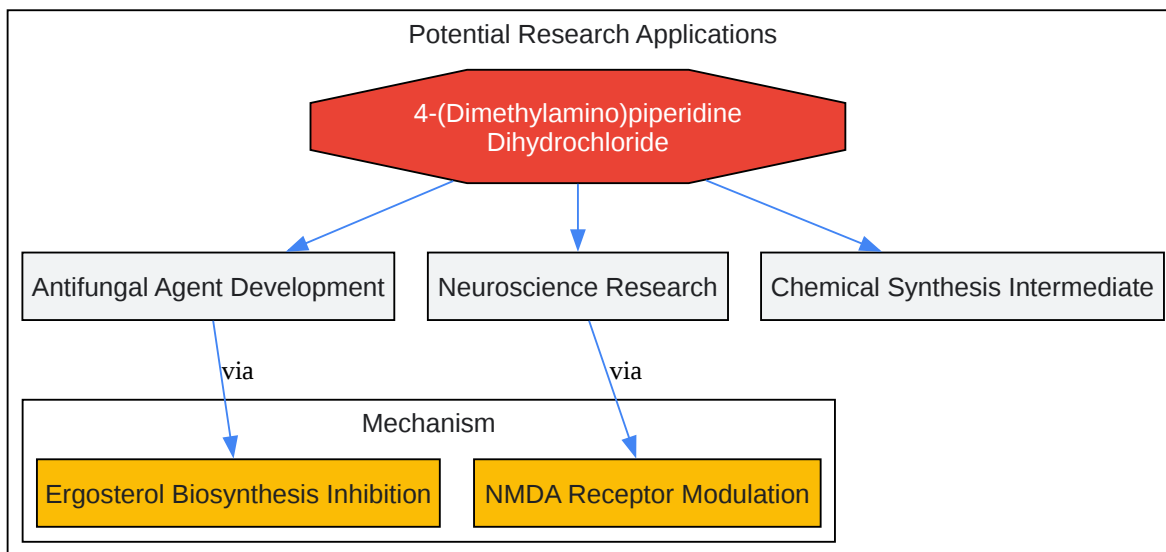 Potential Research Applications
4-(Dimethylamino)piperidine
Dihydrochloride
Antifungal Agent Development
Neuroscience Research
Chemical Synthesis Intermediate
via
via
Mechanism
Ergosterol Biosynthesis Inhibition
NMDA Receptor Modulation